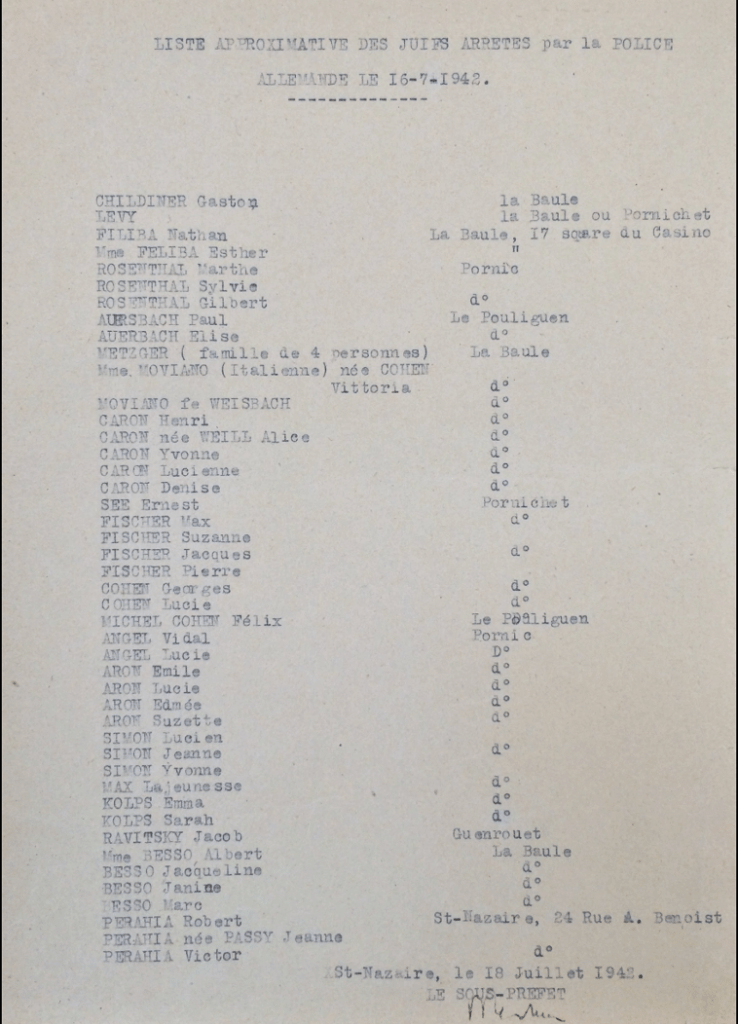 LISTE APPROXIMATIVE DES JUIFS ARRETES par la POLICE
ALLEMANDE LE 16-7-1942.
--------------
CHILDINER Gaston la Baule
LEVY la Baule ou Pornichet
FILIBA Nathan La Baule, 17 sqare du Casino
Mme FELIBA Esther "
ROSENTHAL Marthe Pornic
ROSENTHAL Sylvie
ROSENTHAL Gilbert d°
AUERSBACH Paul Le Pouliguen
AUERBACH Elise d°
METZGER ( famille de 4 personnes) La Baule
Mme MOVIANO (Italienne) née COHEN
Vittoria d°
MOVIANO fe WEISBACH d°
CARON Henri d°
CARON née WEILL Alice d°
CARON Yvonne d°
CARON Lucienne d°
CARON Denise d°
SEE Ernest Pornichet
FISCHER Max d°
FISCHER Suzanne
FISCHER Jacques d°
FISCHER Pierre
COHEN Georges d°
COHEN Lucie d°
MICHEL COHEN Félix Le Pouliguen
ANGEL Vidal Pornic
ANGEL Lucie D°
ARON Emile d°
ARON Lucie d°
ARON Edmée d°
ARON Suzette d°
SIMON Lucien
SIMON Jeanne d°
SIMON Yvonne
MAX Lajeunesse d°
KOLPS Emma d°
KOLPS Sarah d°
RAVITSKY Jacob Guenrouet
Mme BESSO Albert La Baule
BESSO Jacqueline d°
BESSO Janine d°
BESSO Marc d°
PERAHIA Robert St-Nazaire, 24 Rue A. Benoist
PERAHIA née PASSY Jeanne
PERAHIA Victor d°
St-Nazaire, le 18 Juillet 1942.
LE SOUS-PREFET